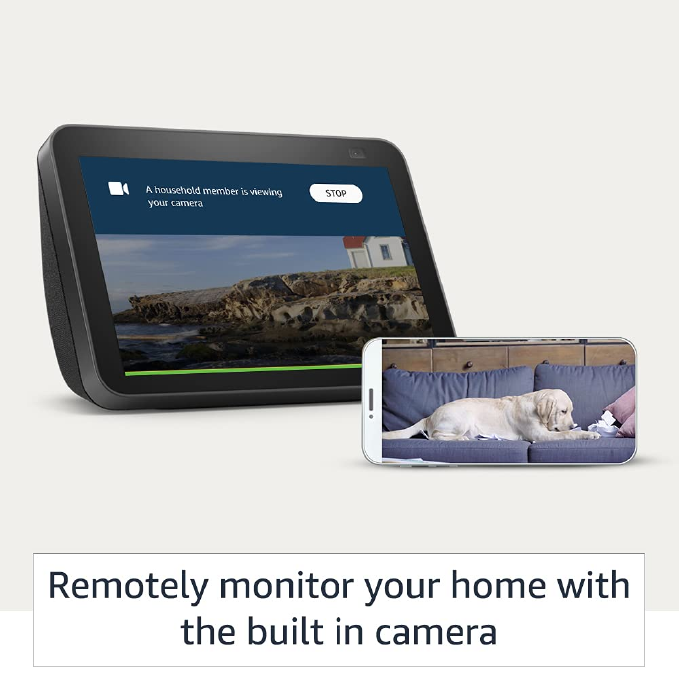 A household member is viewing
your camera
STOP
Remotely monitor your home with
the built in camera